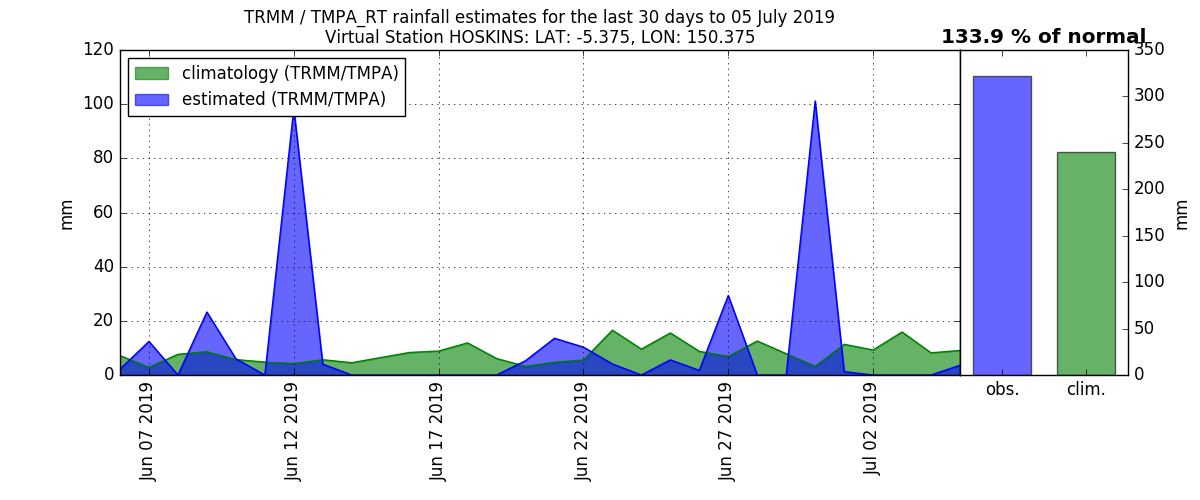 TRMM / TMPA_RT rainfall estimates for the last 30 days to 05 July 2019
Virtual Station HOSKINS: LAT: -5.375, LON: 150.375
133.9 % of normal
climatology (TRMM/TMPA)
estimated (TRMM/TMPA)
120
100
80
60
40
20
0
mm
Jun 07 2019
Jun 12 2019
Jun 17 2019
Jun 22 2019
Jun 27 2019
Jul 02 2019
350
300
250
200
150
100
50
0
mm
obs.
clim.